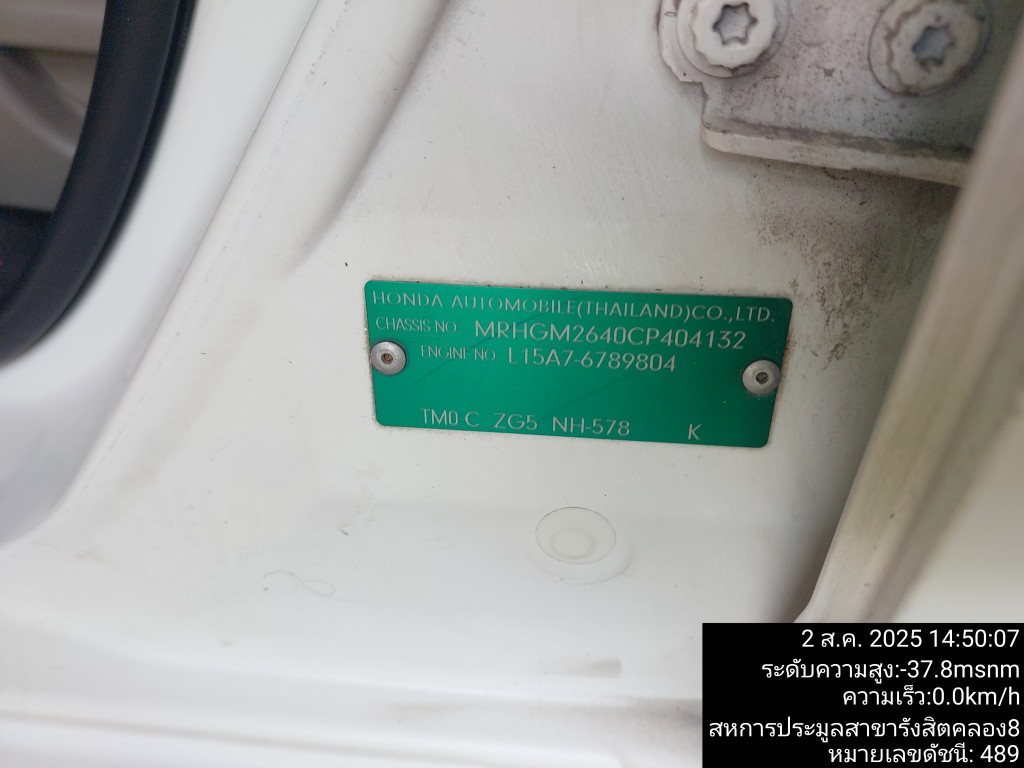 HONDA AUTOMOBILE(THAILAND)CO.,LTD.
CHASSIS NO. MRHGM2640CP404132
ENGINE NO. L15A7-6789804
TM0 C ZG5 NH-578 K
2 ส.ค. 2025 14:50:07
ระดับความสูง:-37.8msnm
ความเร็ว:0.0km/h
สหการประมูลสาขารังสิตคลอง8
หมายเลขดัชนี: 489